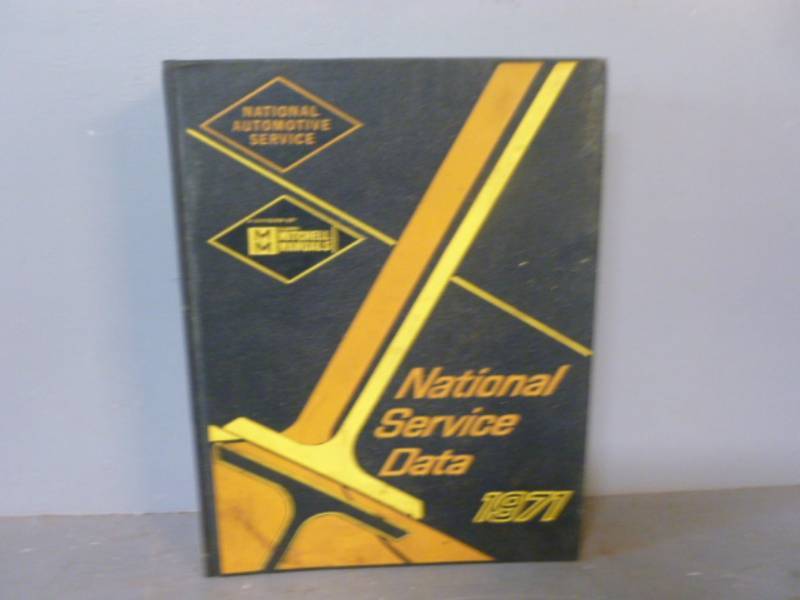 NATIONAL
AUTOMOTIVE
SERVICE
MITCHELL
MANUALS
National
Service
Data
1971